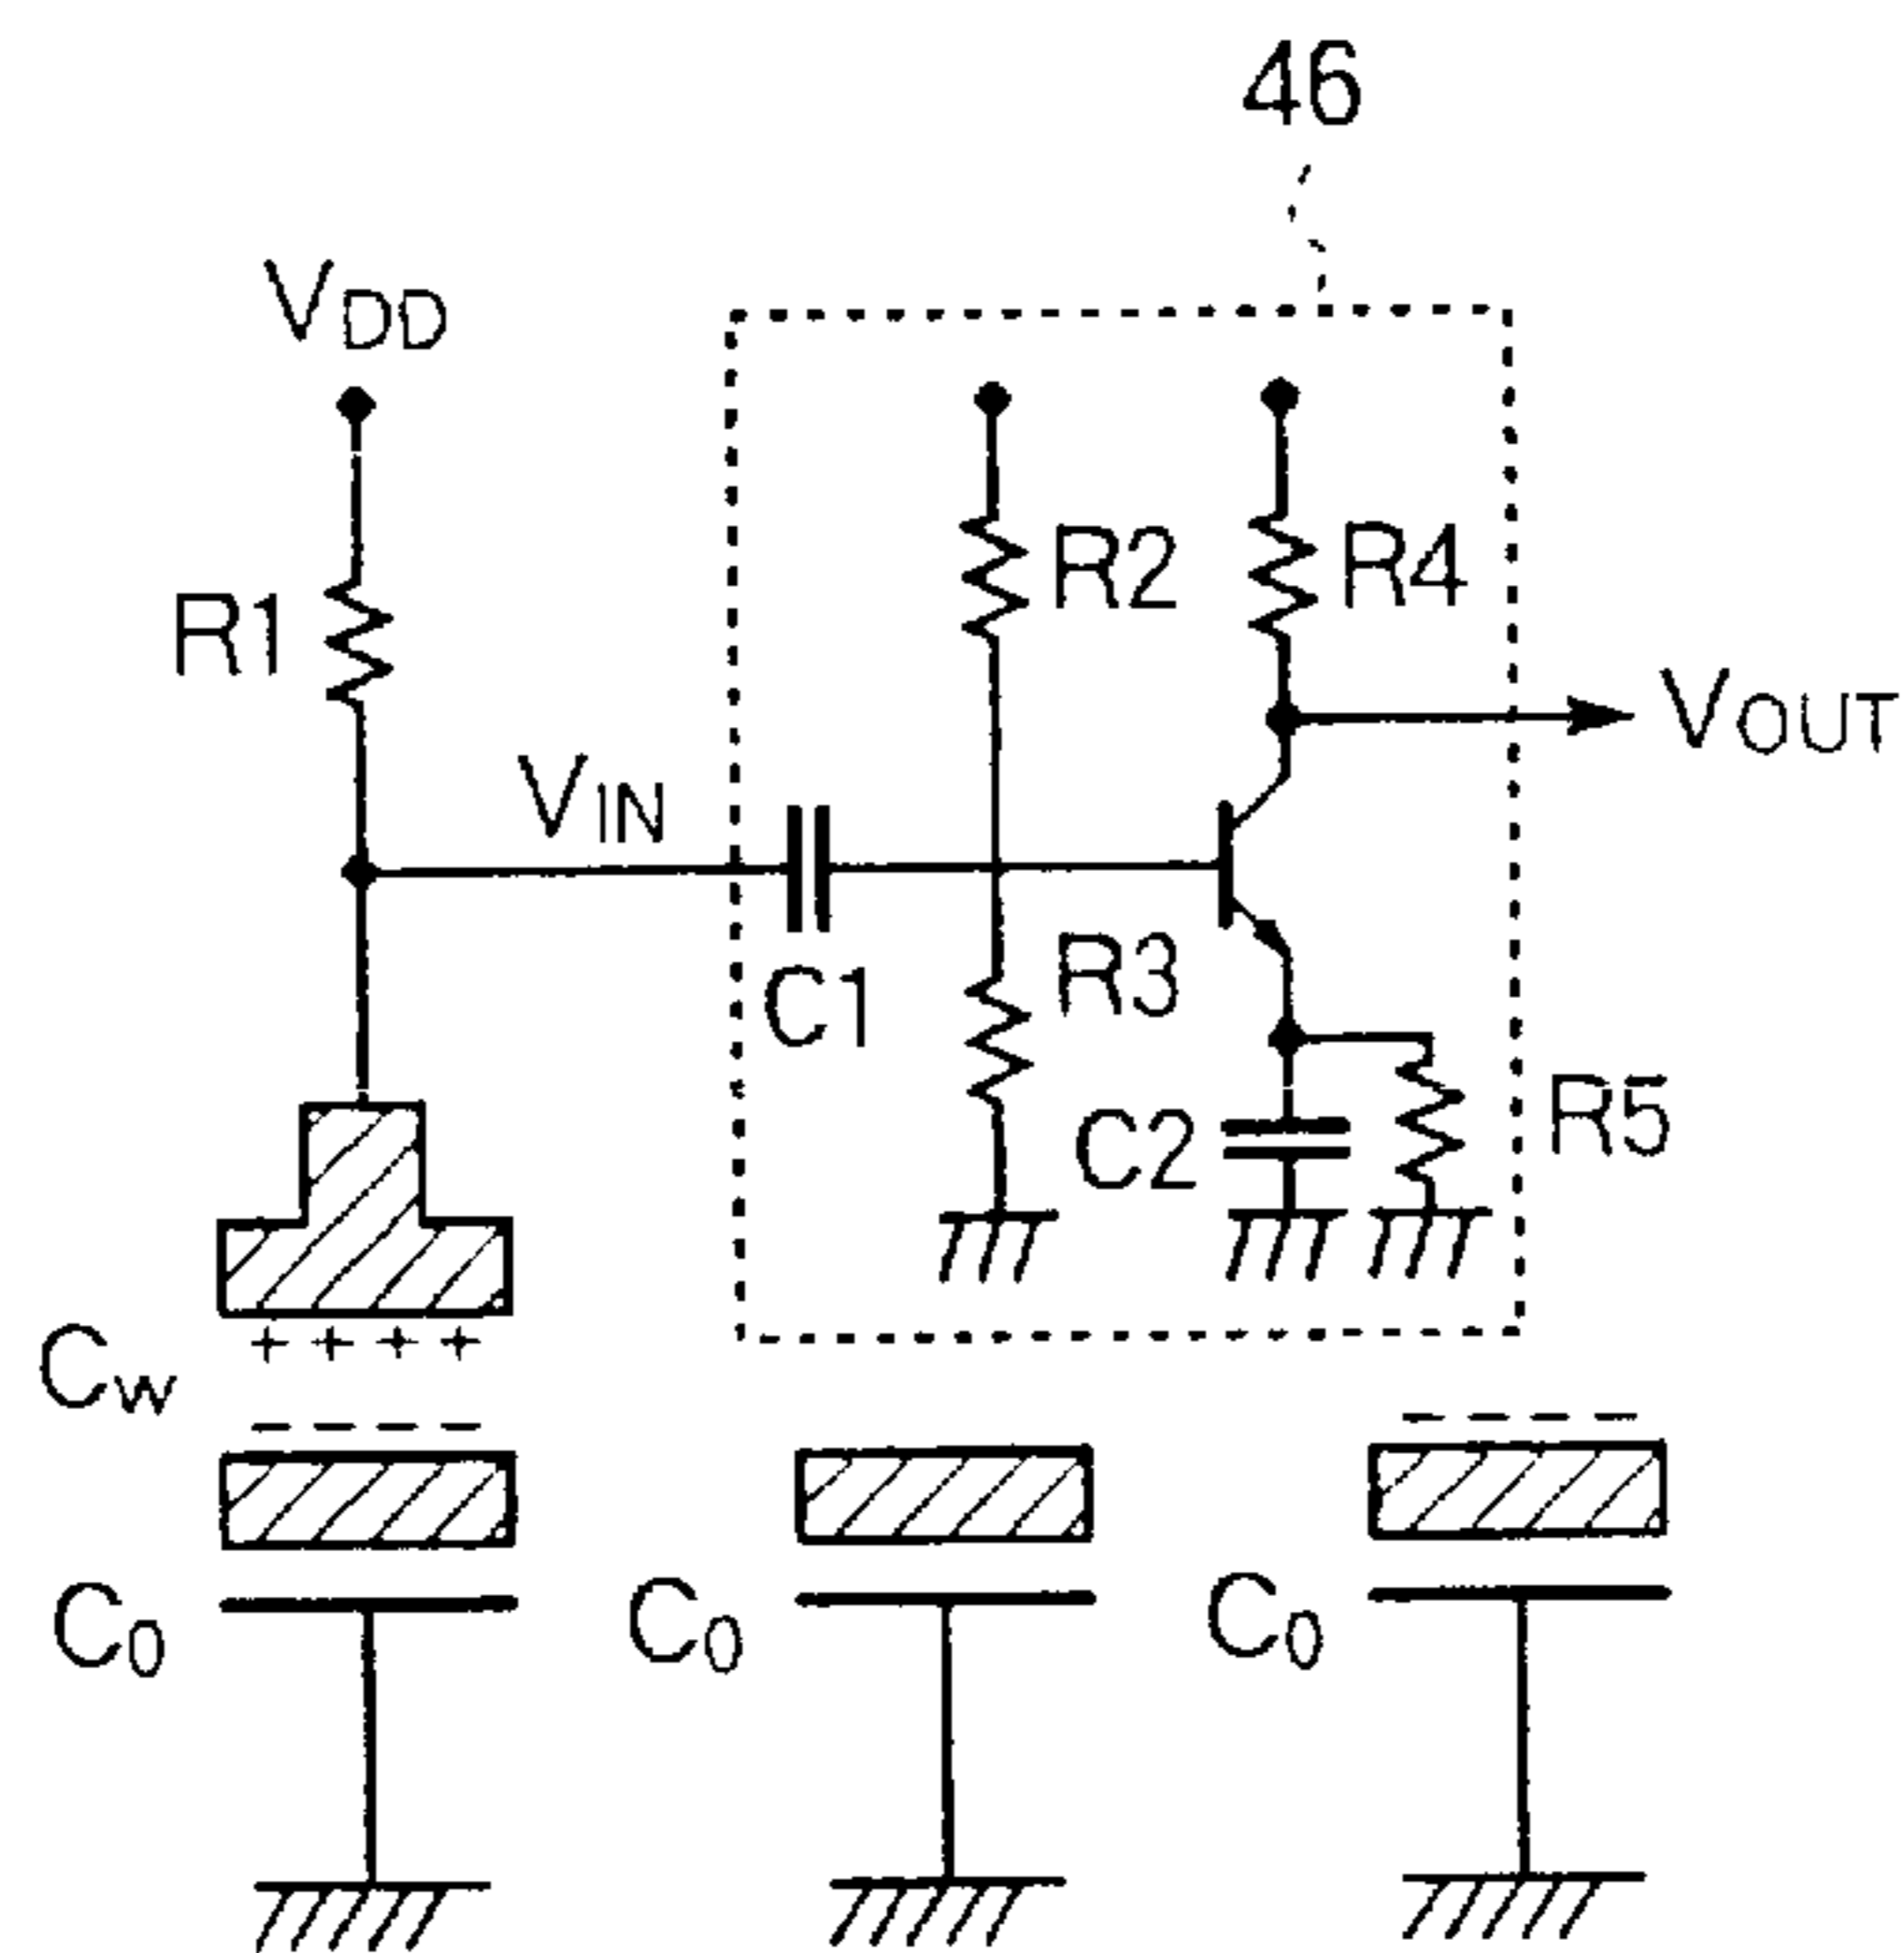 46
VDD
R1
R2
R4
VOUT
VIN
C1
R3
C2
R5
CW
++++
----
----
C0
C0
C0